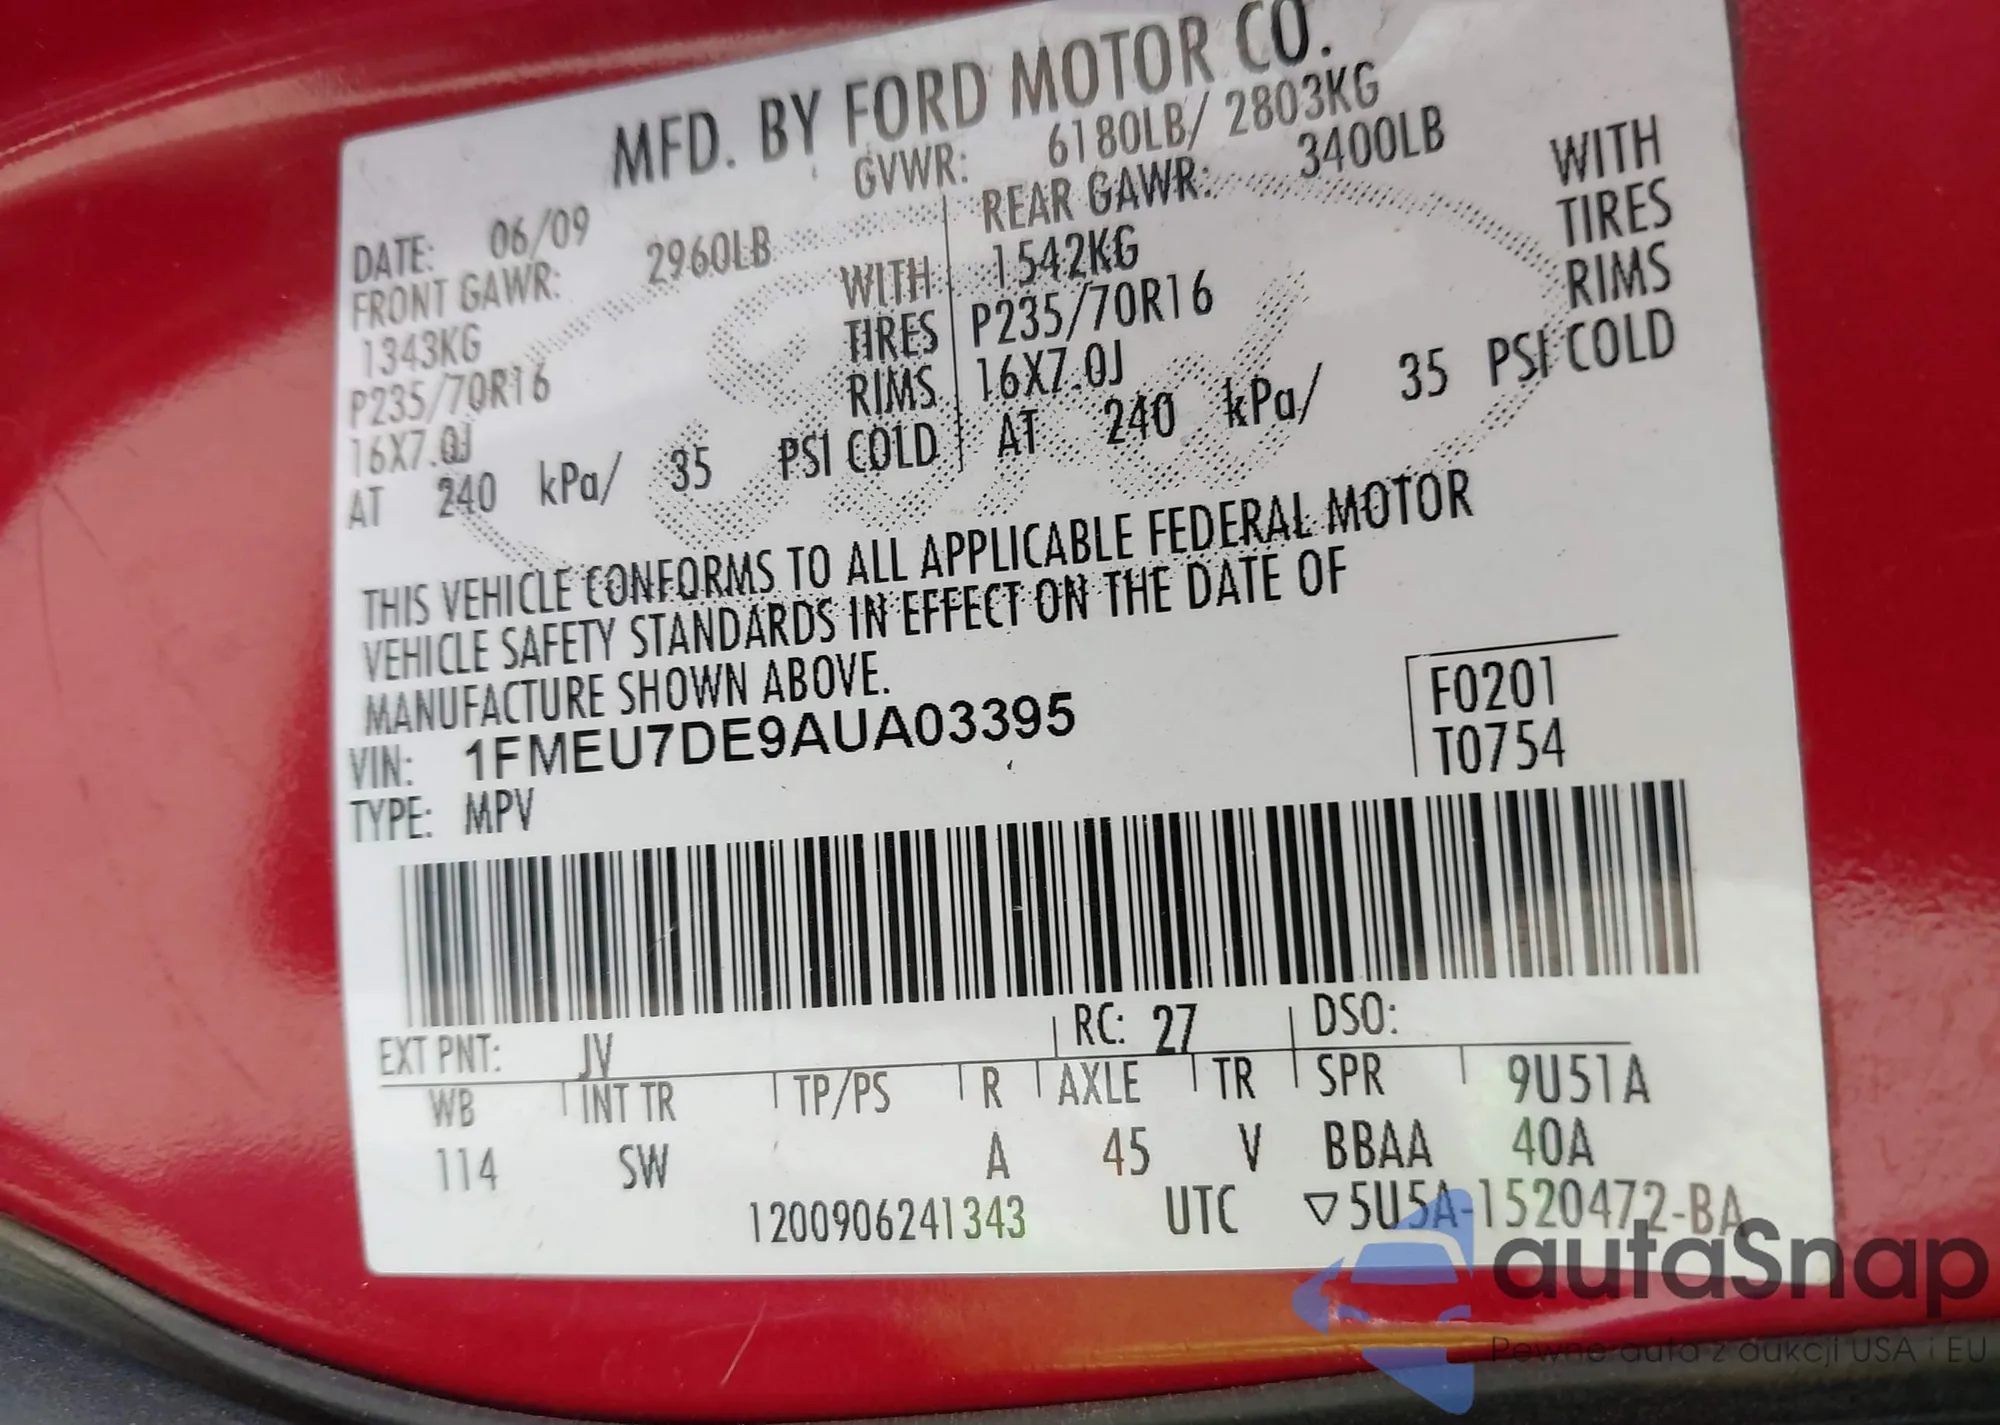 MFD. BY FORD MOTOR CO.
DATE: 06/09 GVWR: 6180LB/ 2803KG
FRONT GAWR: 2960LB REAR GAWR: 3400LB
1343KG WITH 1542KG WITH
P235/70R16 TIRES P235/70R16 TIRES
16X7.0J RIMS 16X7.0J RIMS
AT 240 kPa/ 35 PSI COLD AT 240 kPa/ 35 PSI COLD
THIS VEHICLE CONFORMS TO ALL APPLICABLE FEDERAL MOTOR
VEHICLE SAFETY STANDARDS IN EFFECT ON THE DATE OF
MANUFACTURE SHOWN ABOVE.
VIN: 1FMEU7DE9AUA03395 F0201
TYPE: MPV T0754
EXT PNT: JV RC: 27 DSO:
WB INT TR TP/PS R AXLE TR SPR 9U51A
114 SW A 45 V BBAA 40A
1200906241343 UTC ▽5U5A-1520472-BA
autaSnap
Pewne auta z aukcji USA i EU